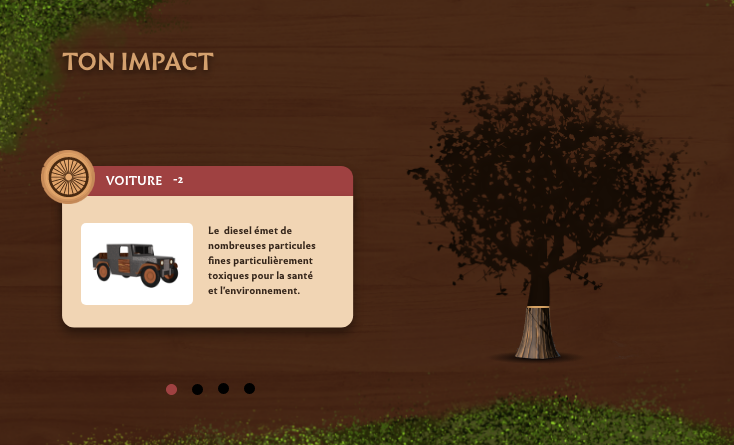 TON IMPACT
VOITURE -2
Le diesel émet de
nombreuses particules
fines particulièrement
toxiques pour la santé
et l'environnement.